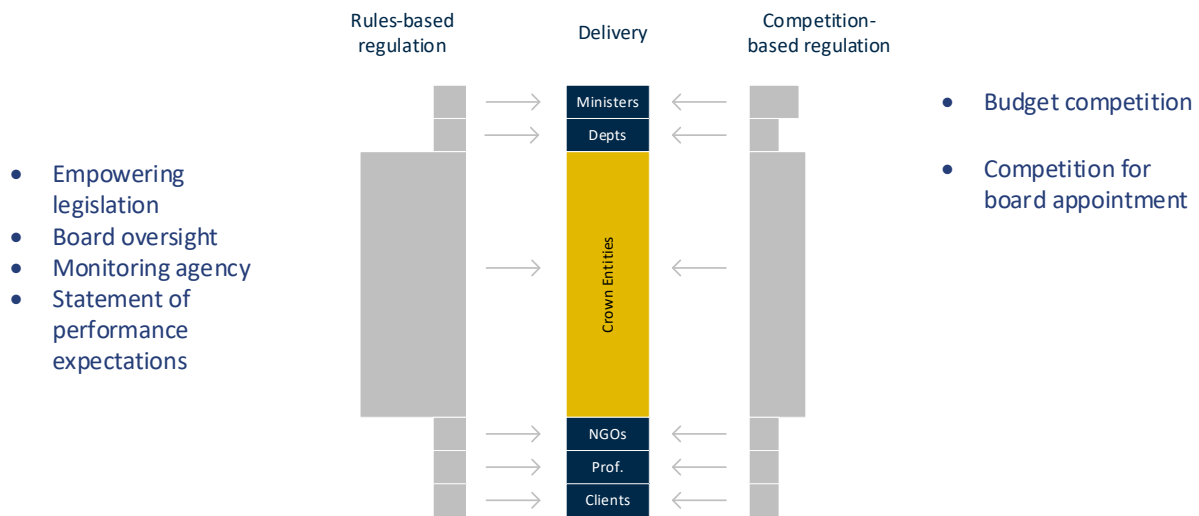 Rules-based
regulation
Delivery
Competition-
based regulation
Ministers
Depts
Crown Entities
NGOs
Prof.
Clients
• Empowering
legislation
• Board oversight
• Monitoring agency
• Statement of
performance
expectations
• Budget competition
• Competition for
board appointment